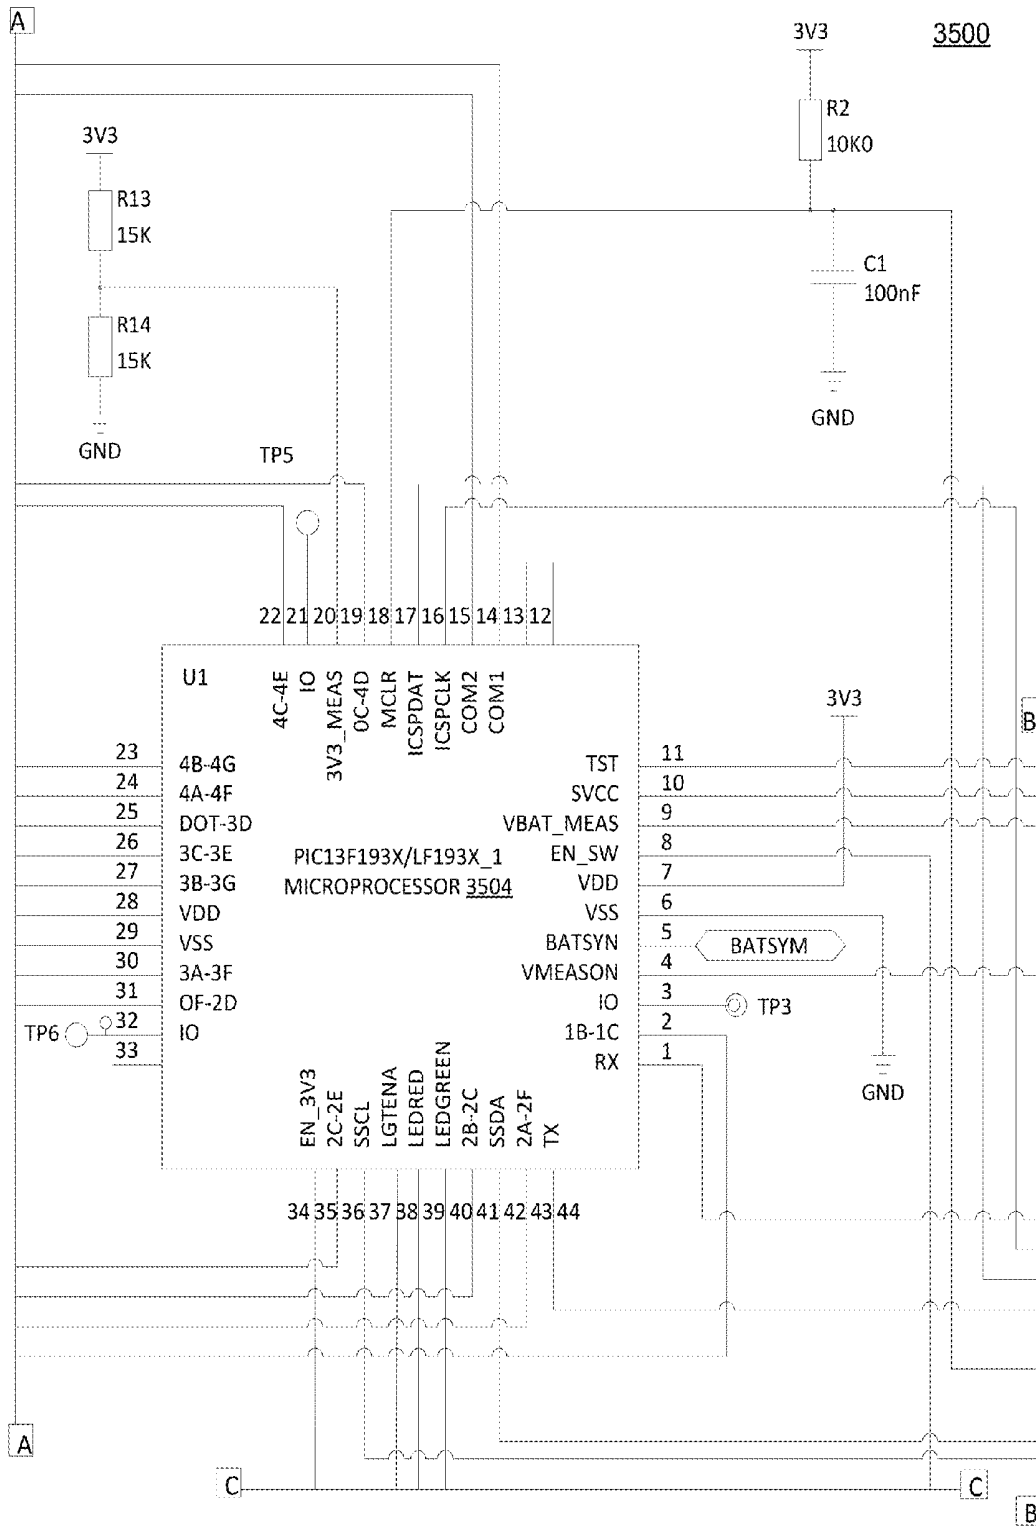 A
3500
3V3
R2
10K0
3V3
R13
15K
C1
100nF
R14
15K
GND
GND
TP5
22 21 20 19 18 17 16 15 14 13 12
U1
4C-4E
IO
3V3_MEAS
0C-4D
MCLR
ICSPDAT
ICSPCLK
COM2
COM1
3V3
B
23 4B-4G
24 4A-4F
25 DOT-3D
26 3C-3E
27 3B-3G
28 VDD
29 VSS
30 3A-3F
31 OF-2D
TP6 32 IO
33
PIC13F193X/LF193X_1
MICROPROCESSOR 3504
TST 11
SVCC 10
VBAT_MEAS 9
EN_SW 8
VDD 7
VSS 6
BATSYN 5 BATSYM
VMEASON 4
IO 3 TP3
1B-1C 2
RX 1
GND
EN_3V3
2C-2E
SSCL
LGTENA
LEDRED
LEDGREEN
2B-2C
SSDA
2A-2F
TX
34 35 36 37 38 39 40 41 42 43 44
A
C
C
B